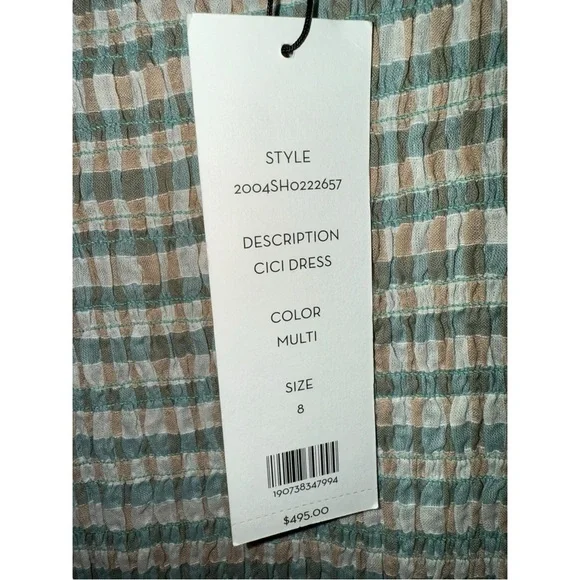 STYLE
2004SH0222657
DESCRIPTION
CICI DRESS
COLOR
MULTI
SIZE
8
190738347994
$495.00